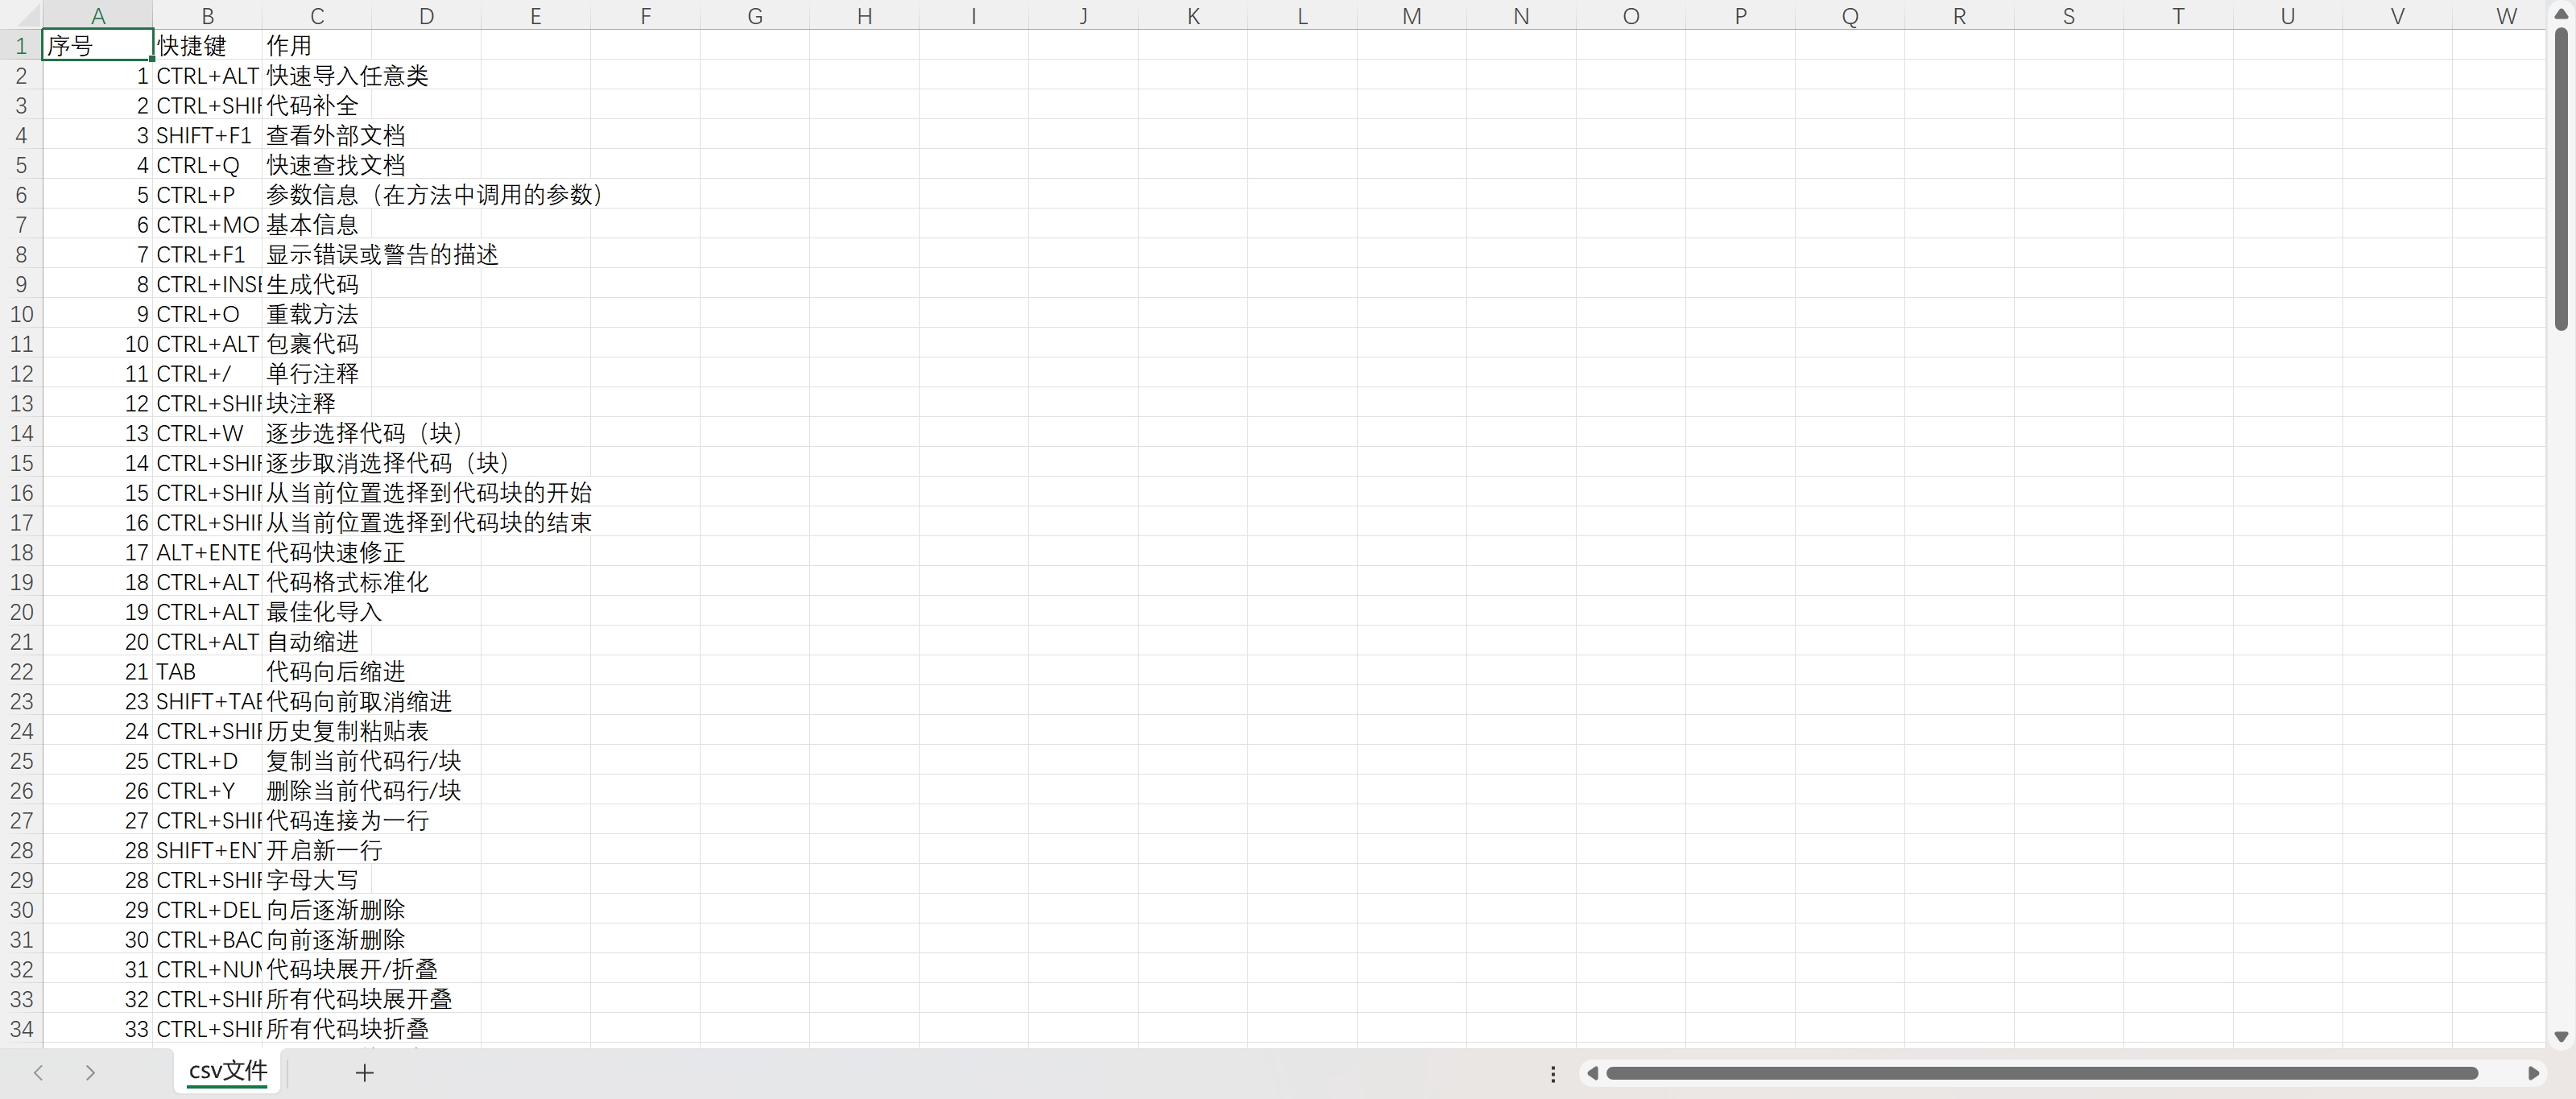 A B C D E F G H I J K L M N O P Q R S T U V W
1 序号 快捷键 作用
2 1 CTRL+ALT 快速导入任意类
3 2 CTRL+SHIF 代码补全
4 3 SHIFT+F1 查看外部文档
5 4 CTRL+Q 快速查找文档
6 5 CTRL+P 参数信息（在方法中调用的参数）
7 6 CTRL+MO 基本信息
8 7 CTRL+F1 显示错误或警告的描述
9 8 CTRL+INSE 生成代码
10 9 CTRL+O 重载方法
11 10 CTRL+ALT 包裹代码
12 11 CTRL+/ 单行注释
13 12 CTRL+SHIF 块注释
14 13 CTRL+W 逐步选择代码（块）
15 14 CTRL+SHIF 逐步取消选择代码（块）
16 15 CTRL+SHIF 从当前位置选择到代码块的开始
17 16 CTRL+SHIF 从当前位置选择到代码块的结束
18 17 ALT+ENTE 代码快速修正
19 18 CTRL+ALT 代码格式标准化
20 19 CTRL+ALT 最佳化导入
21 20 CTRL+ALT 自动缩进
22 21 TAB 代码向后缩进
23 23 SHIFT+TAB 代码向前取消缩进
24 24 CTRL+SHIF 历史复制粘贴表
25 25 CTRL+D 复制当前代码行/块
26 26 CTRL+Y 删除当前代码行/块
27 27 CTRL+SHIF 代码连接为一行
28 28 SHIFT+ENT 开启新一行
29 28 CTRL+SHIF 字母大写
30 29 CTRL+DEL 向后逐渐删除
31 30 CTRL+BAC 向前逐渐删除
32 31 CTRL+NUM 代码块展开/折叠
33 32 CTRL+SHIF 所有代码块展开叠
34 33 CTRL+SHIF 所有代码块折叠
csv文件